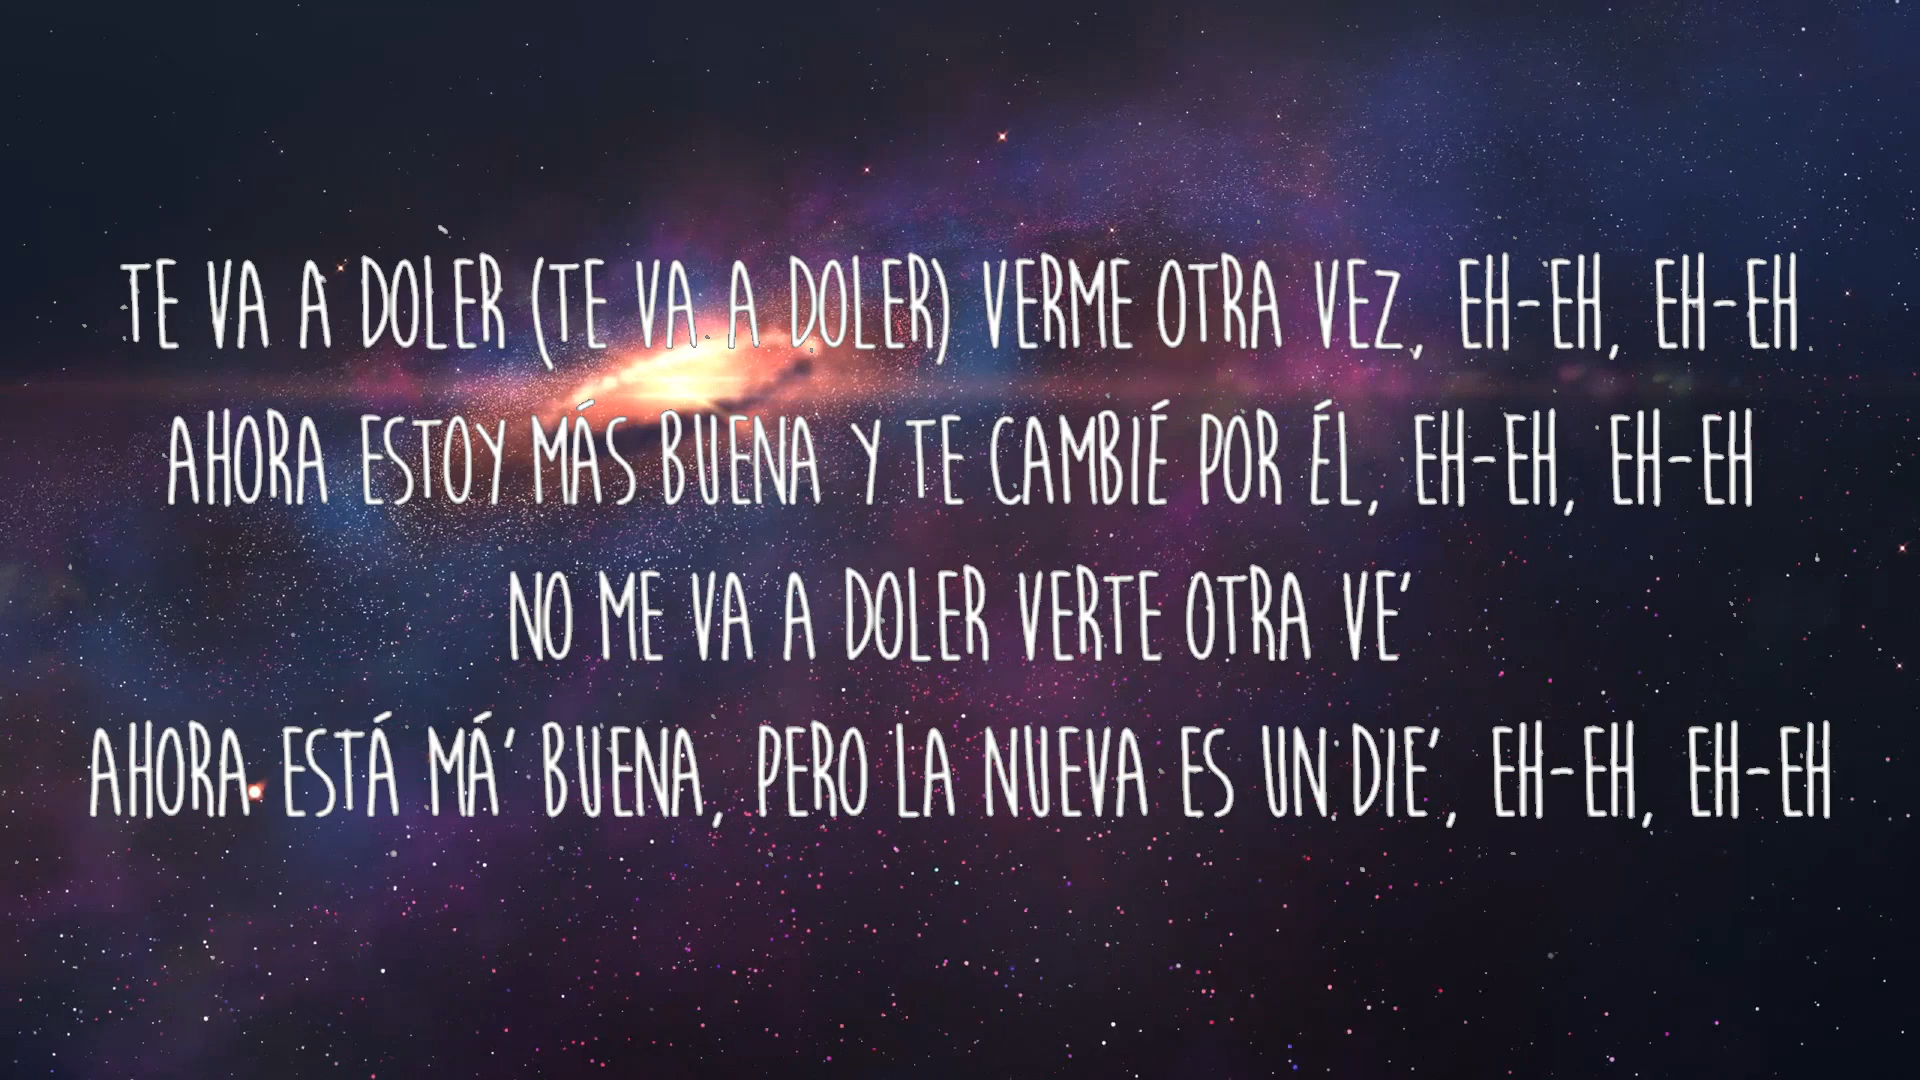 TE VA A DOLER (TE VA A DOLER) VERME OTRA VEZ, EH-EH, EH-EH
AHORA ESTOY MÁS BUENA Y TE CAMBIÉ POR ÉL, EH-EH, EH-EH
NO ME VA A DOLER VERTE OTRA VE'
AHORA ESTÁ MÁ' BUENA, PERO LA NUEVA ES UN DIE', EH-EH, EH-EH